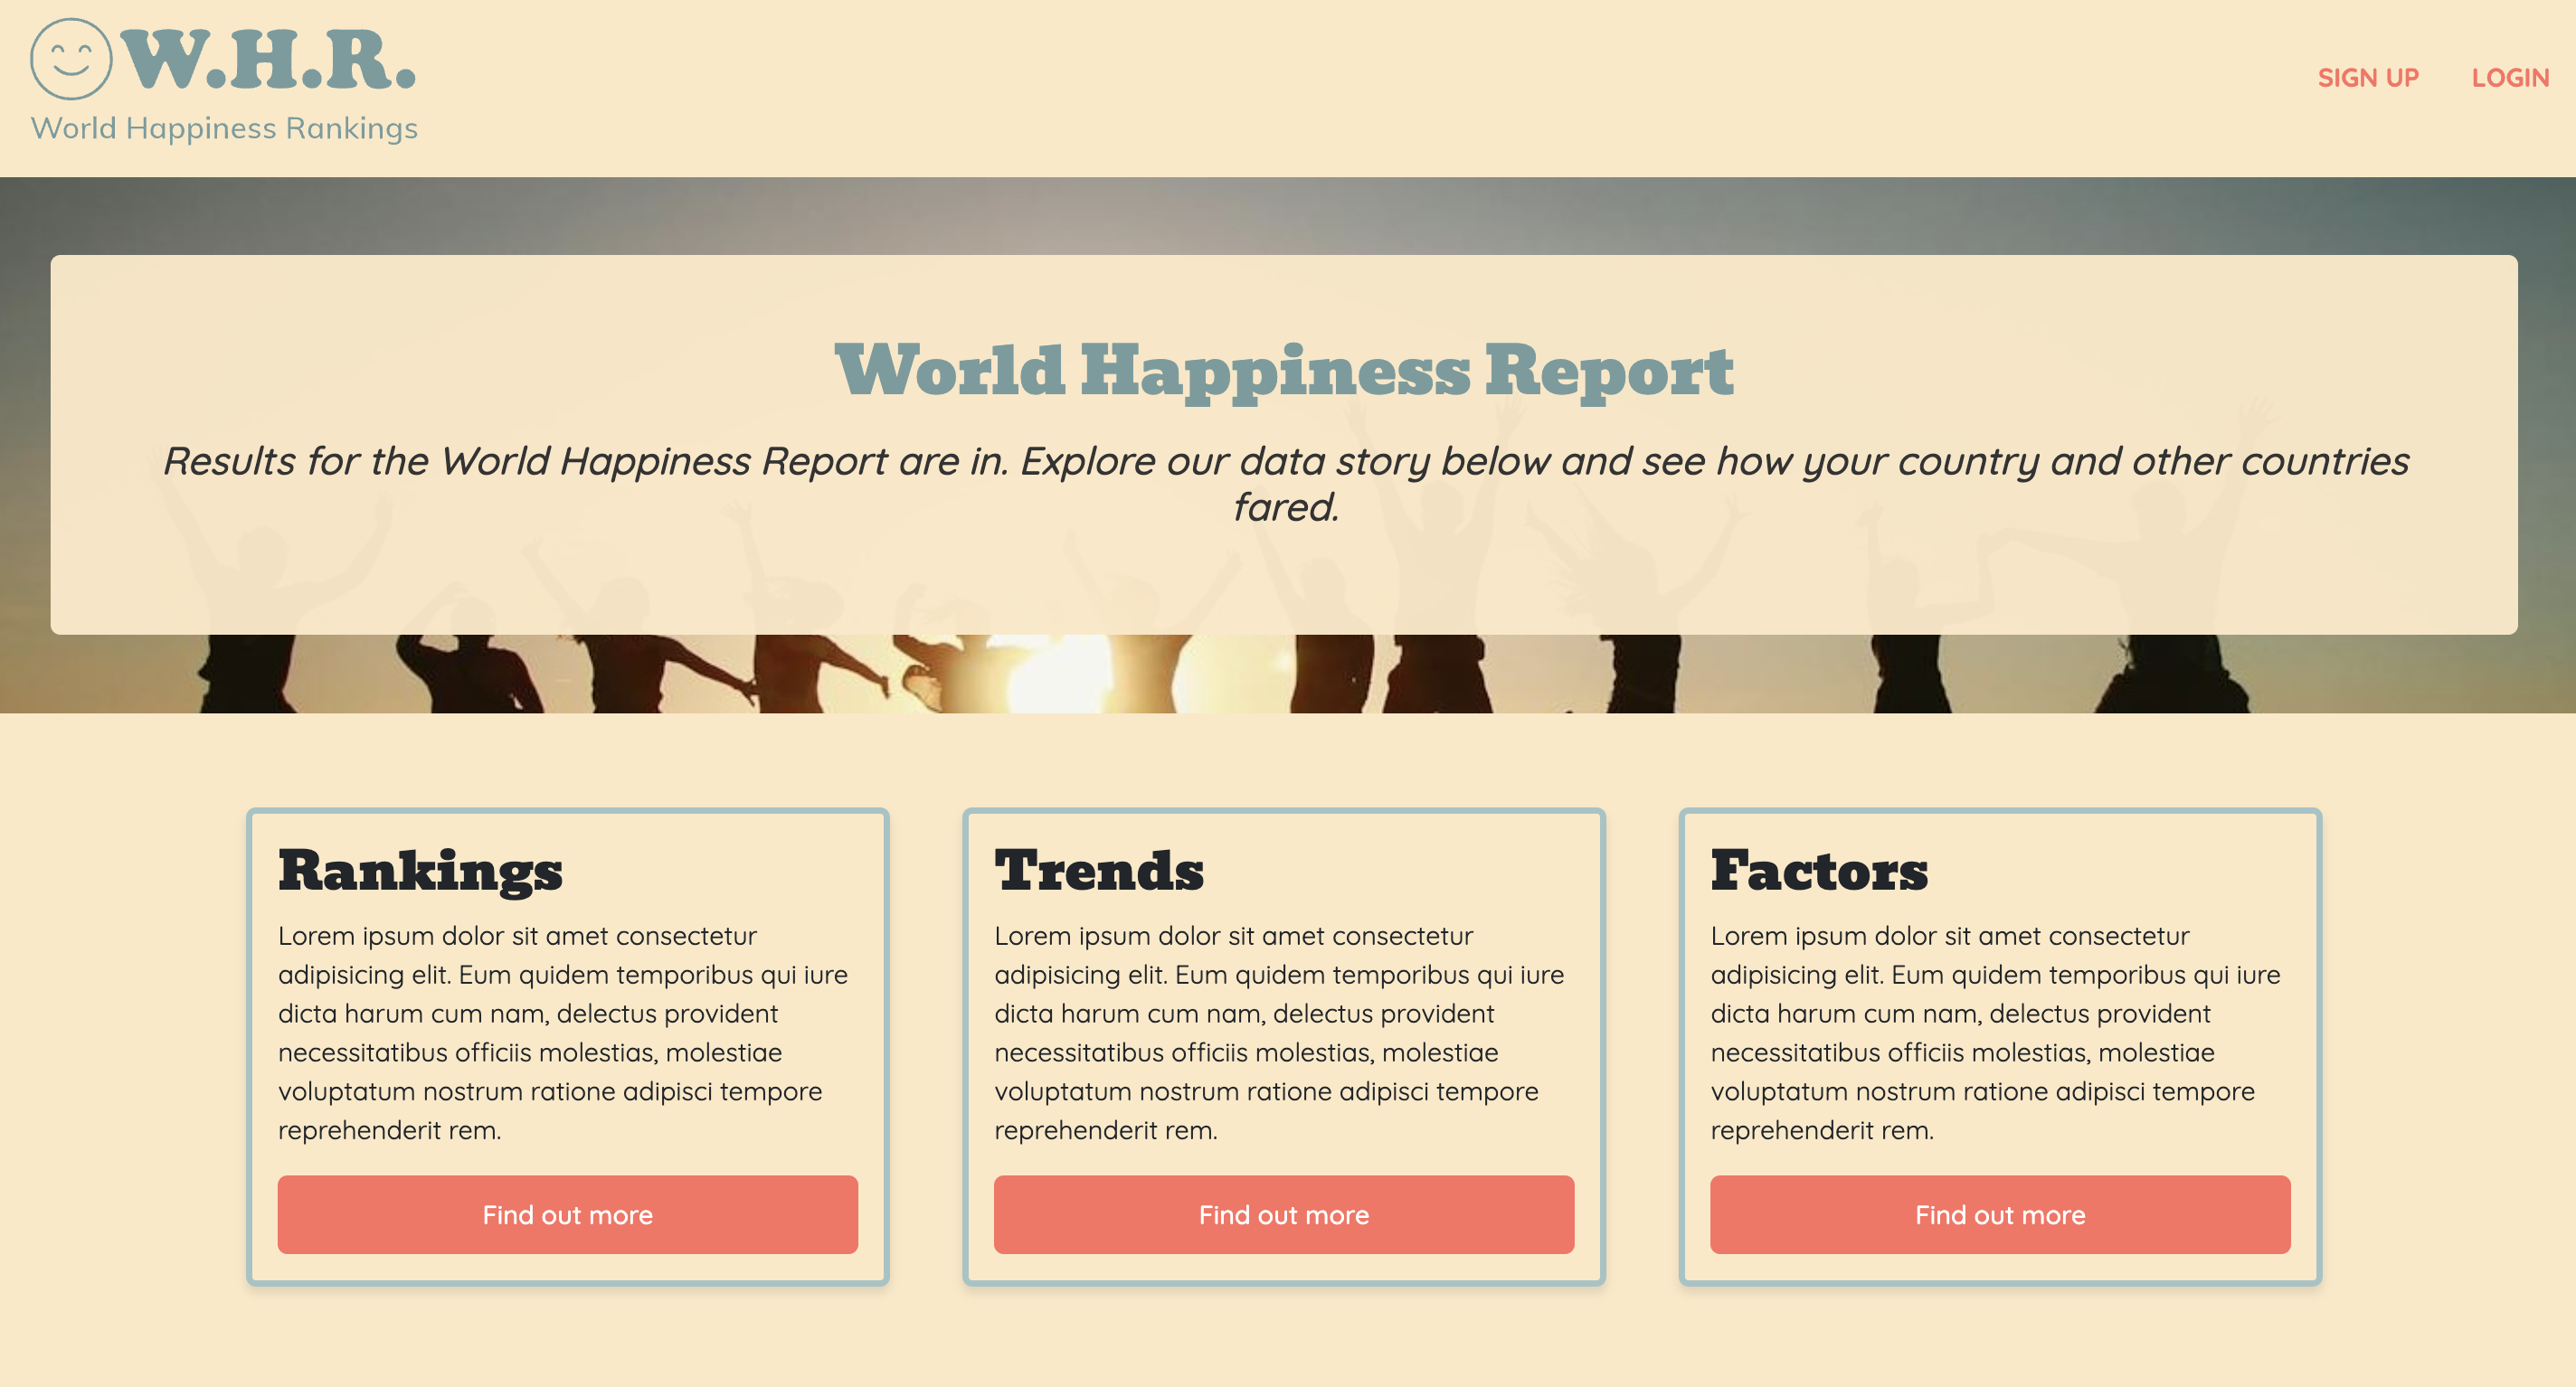 W.H.R.
World Happiness Rankings
SIGN UP
LOGIN
World Happiness Report
Results for the World Happiness Report are in. Explore our data story below and see how your country and other countries
fared.
Rankings
Lorem ipsum dolor sit amet consectetur
adipisicing elit. Eum quidem temporibus qui iure
dicta harum cum nam, delectus provident
necessitatibus officiis molestias, molestiae
voluptatum nostrum ratione adipisci tempore
reprehenderit rem.
Find out more
Trends
Lorem ipsum dolor sit amet consectetur
adipisicing elit. Eum quidem temporibus qui iure
dicta harum cum nam, delectus provident
necessitatibus officiis molestias, molestiae
voluptatum nostrum ratione adipisci tempore
reprehenderit rem.
Find out more
Factors
Lorem ipsum dolor sit amet consectetur
adipisicing elit. Eum quidem temporibus qui iure
dicta harum cum nam, delectus provident
necessitatibus officiis molestias, molestiae
voluptatum nostrum ratione adipisci tempore
reprehenderit rem.
Find out more